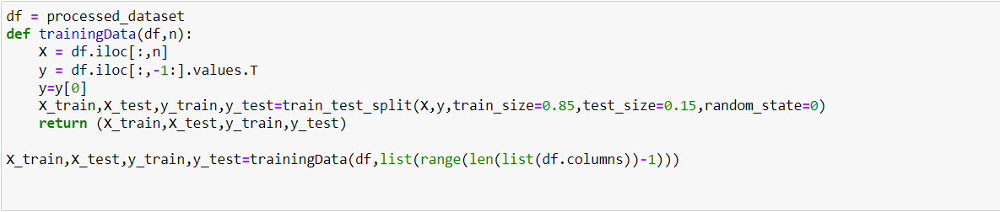 df = processed_dataset
def trainingData(df,n):
    X = df.iloc[:,n]
    y = df.iloc[:,-1:].values.T
    y=y[0]
    X_train,X_test,y_train,y_test=train_test_split(X,y,train_size=0.85,test_size=0.15,random_state=0)
    return (X_train,X_test,y_train,y_test)
X_train,X_test,y_train,y_test=trainingData(df,list(range(len(list(df.columns))-1)))